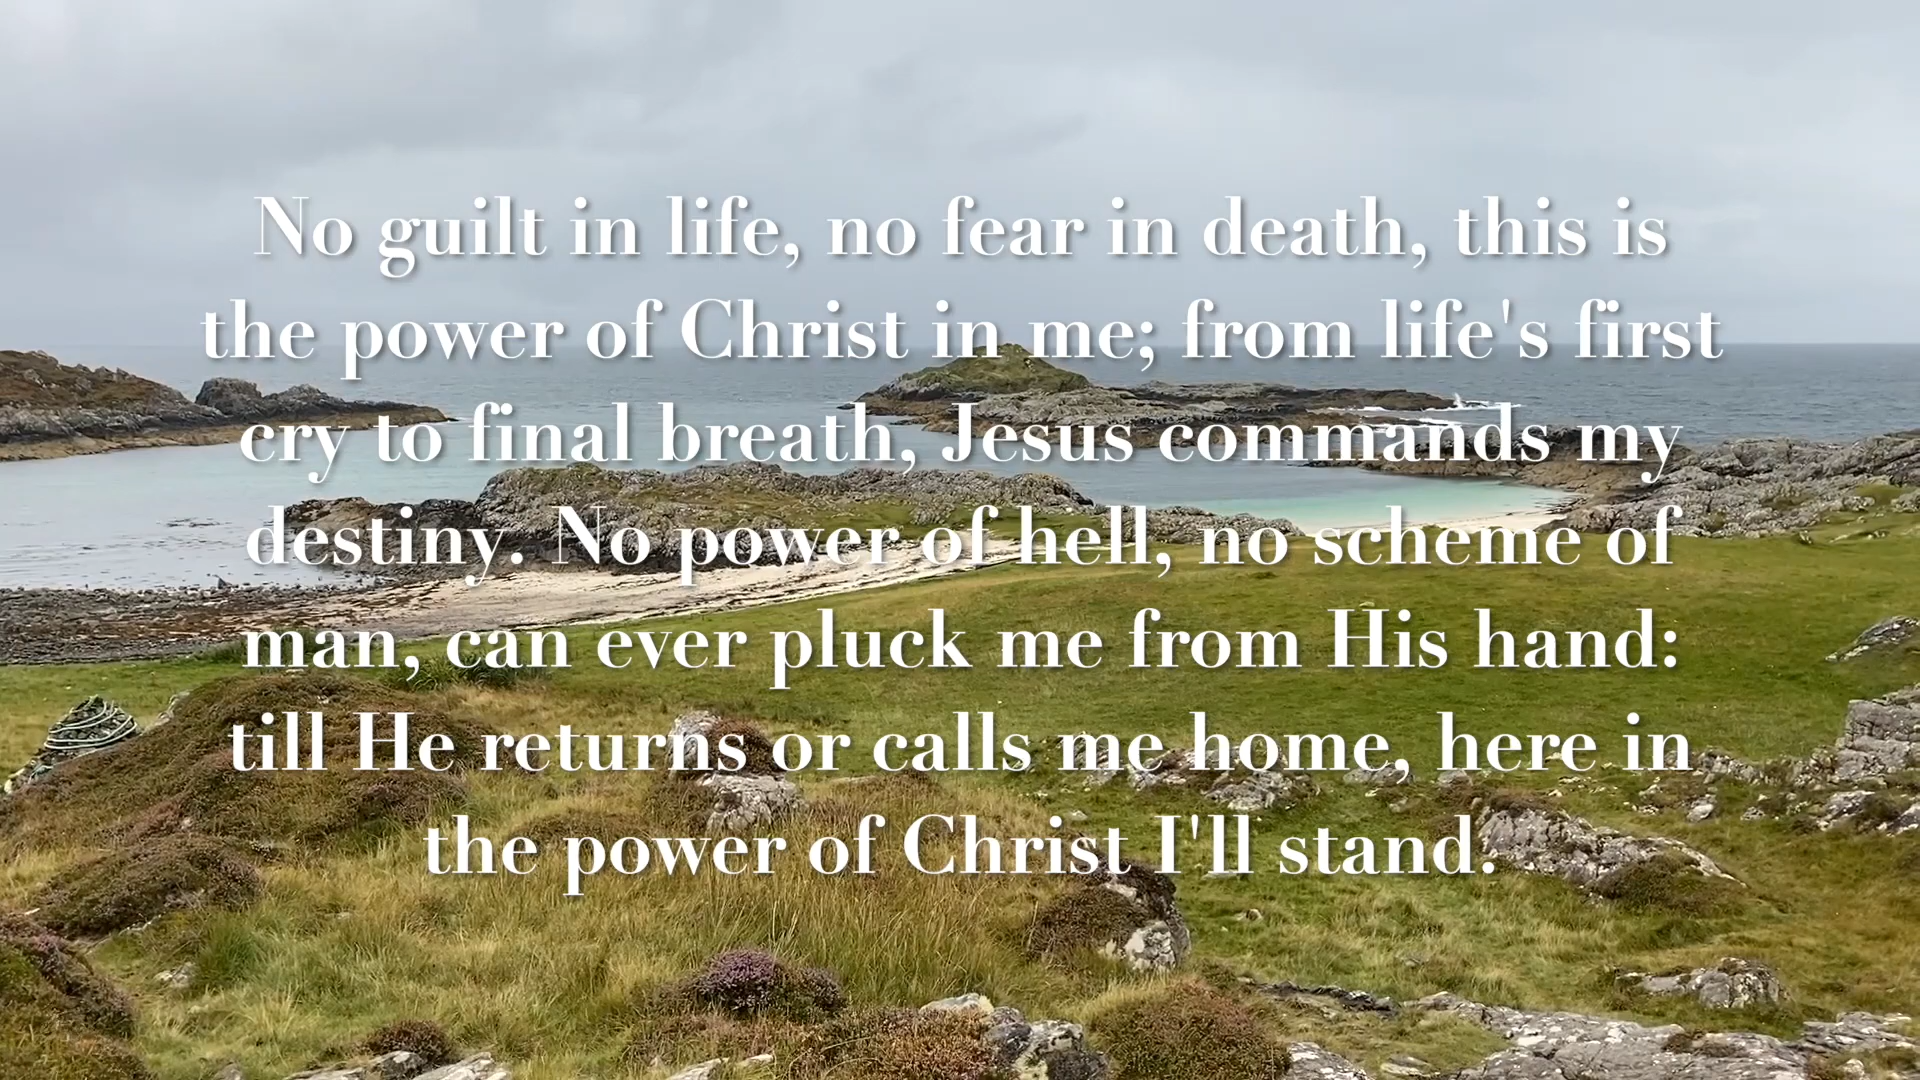 No guilt in life, no fear in death, this is
the power of Christ in me; from life's first
cry to final breath, Jesus commands my
destiny. No power of hell, no scheme of
man, can ever pluck me from His hand:
till He returns or calls me home, here in
the power of Christ I'll stand.